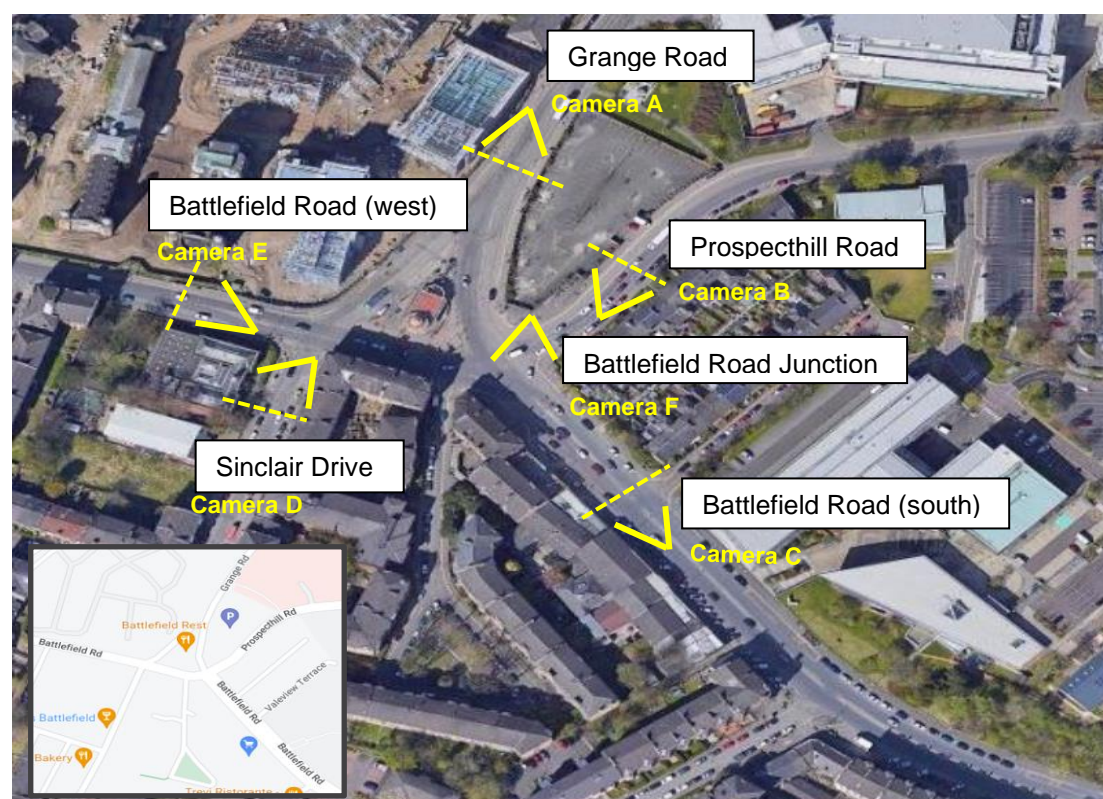 Grange Road
Camera A
Battlefield Road (west)
Camera E
Prospecthill Road
Camera B
Battlefield Road Junction
Camera F
Sinclair Drive
Camera D
Battlefield Road (south)
Camera C
Grange Rd
P
Battlefield Rest
Prospecthill Rd
Battlefield Rd
Valeview Terrace
Battlefield Rd
s Battlefield
Battlefield Rd
Bakery
Trevi Ristorante